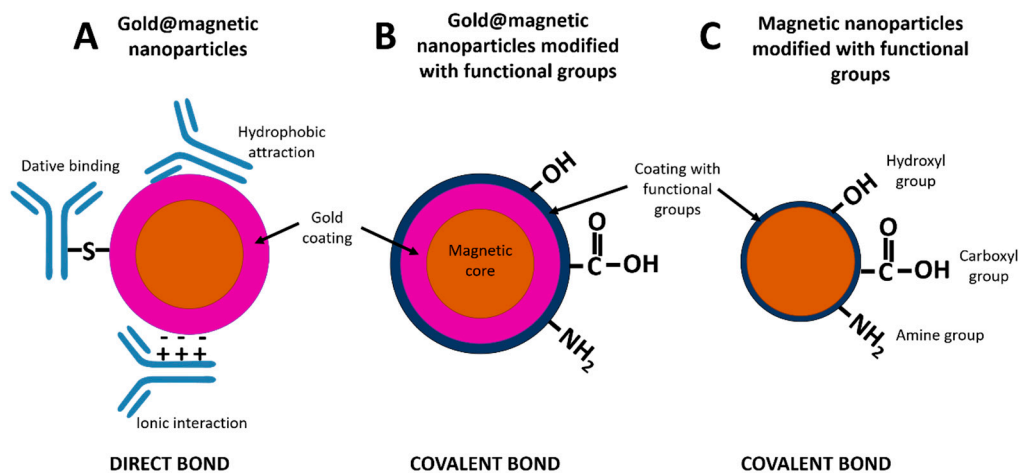 A
Gold@magnetic
nanoparticles
Hydrophobic
attraction
Dative binding
S
Gold
coating
- - -
+ + +
Ionic interaction
DIRECT BOND
B
Gold@magnetic
nanoparticles modified
with functional groups
OH
Coating with
functional
groups
Magnetic
core
O
C-OH
NH2
COVALENT BOND
C
Magnetic nanoparticles
modified with functional
groups
OH
Hydroxyl
group
O
C-OH
Carboxyl
group
NH2
Amine group
COVALENT BOND